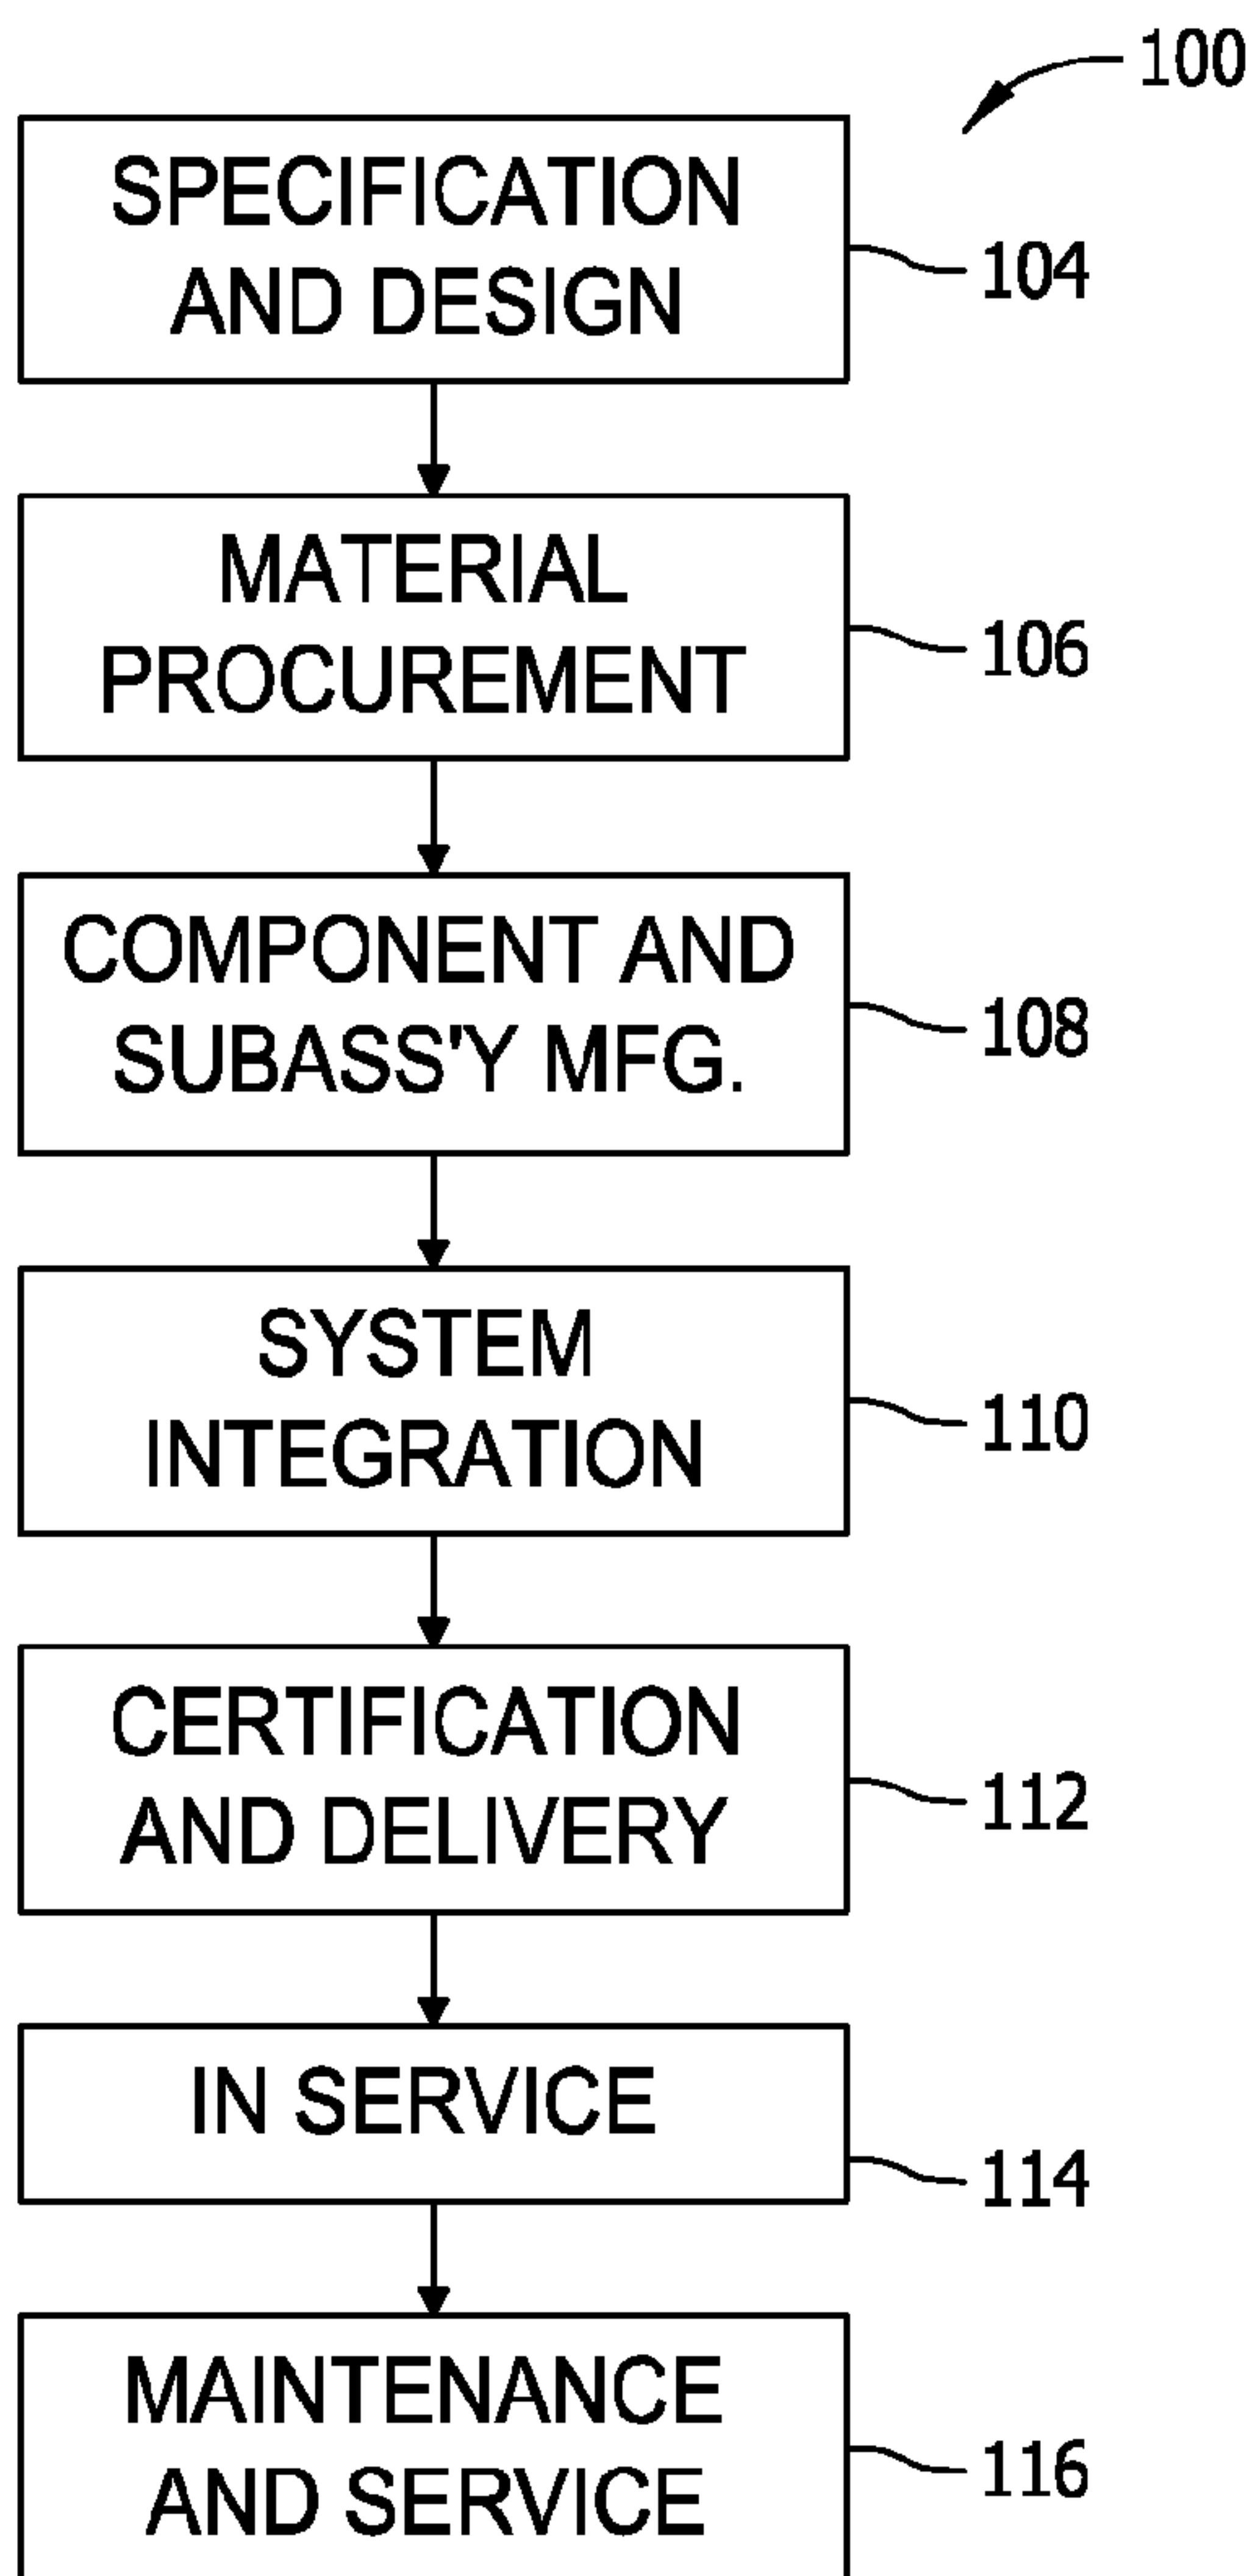 100
SPECIFICATION
AND DESIGN
104
MATERIAL
PROCUREMENT
106
COMPONENT AND
SUBASS'Y MFG.
108
SYSTEM
INTEGRATION
110
CERTIFICATION
AND DELIVERY
112
IN SERVICE
114
MAINTENANCE
AND SERVICE
116